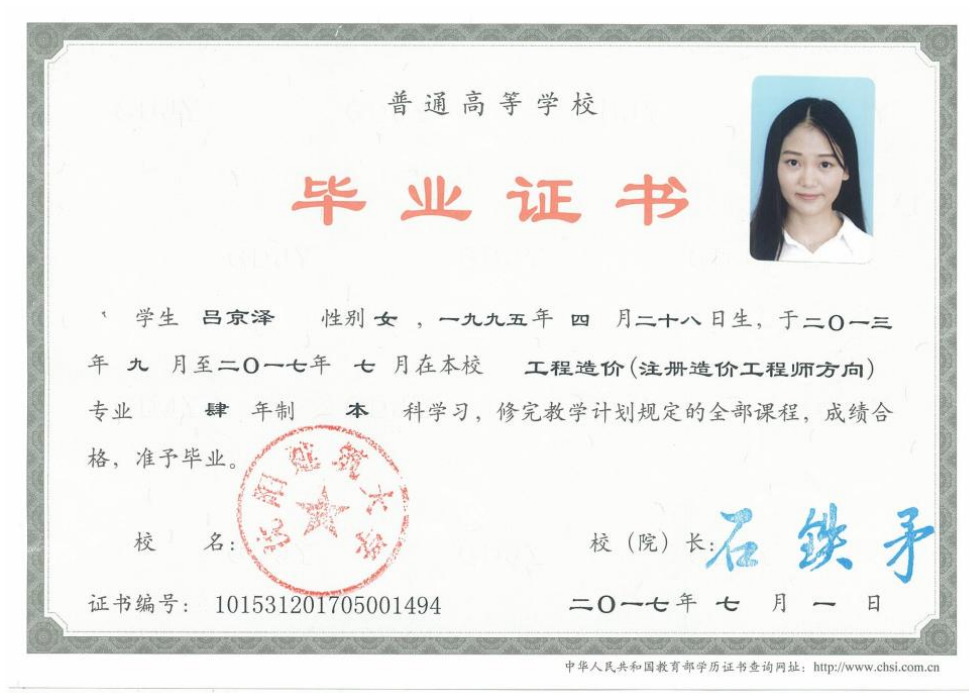 普通高等学校
毕业证书
学生 吕京泽 性别 女 ，一九九五年 四 月二十八日生，于二〇一三
年 九 月至二〇一七年 七 月在本校 工程造价(注册造价工程师方向)
专业 肆 年制 本 科学习，修完教学计划规定的全部课程，成绩合
格，准予毕业。
沈阳建筑大学
校 名：
校（院）长：石铁矛
证书编号： 101531201705001494
二〇一七年 七 月 一 日
中华人民共和国教育部学历证书查询网址：http://www.chsi.com.cn